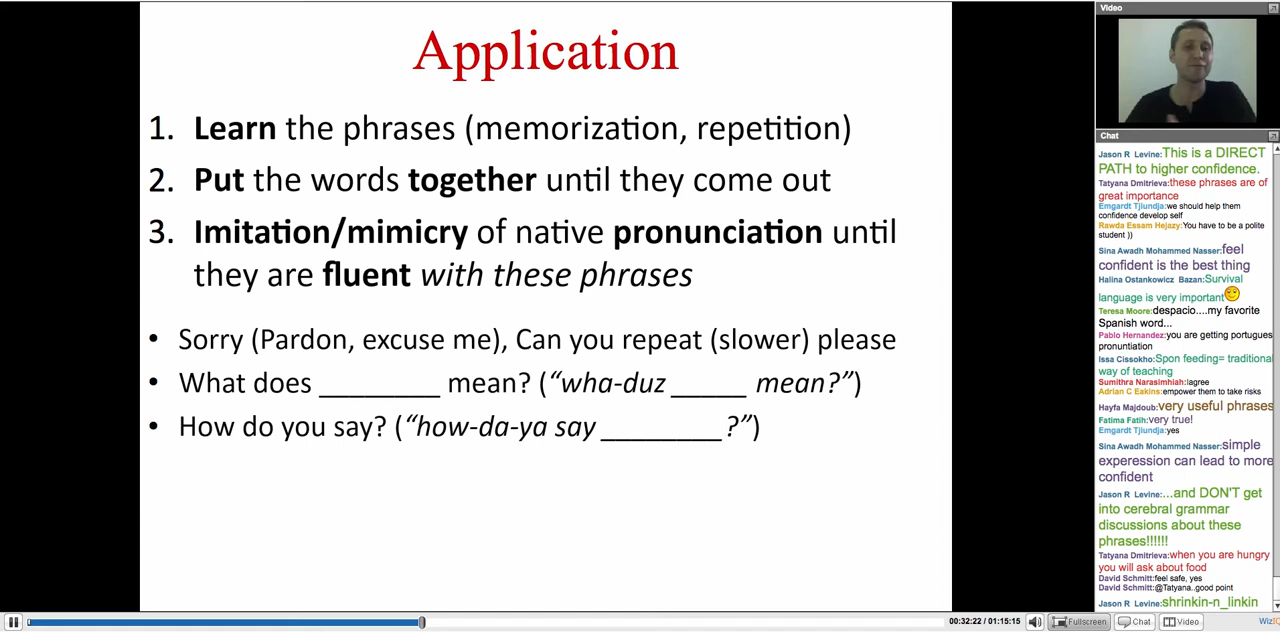 Application
1. Learn the phrases (memorization, repetition)
2. Put the words together until they come out
3. Imitation/mimicry of native pronunciation until
they are fluent with these phrases
• Sorry (Pardon, excuse me), Can you repeat (slower) please
• What does ________ mean? (“wha-duz _____ mean?”)
• How do you say? (“how-da-ya say ________?”)
Video
Chat
Jason R Levine:This is a DIRECT
PATH to higher confidence.
Tatyana Dmitrieva:these phrases are of
great importance
Emgardt Tjiundja:we should help them
confidence develop self
Rawda Essam Hejazy:You have to be a polite
student ))
Sina Awadh Mohammed Nasser:feel
confident is the best thing
Halina Ostankowicz Bazan:Survival
language is very important
Teresa Moore:despacio....my favorite
Spanish word...
Pablo Hernandez:you are getting portugues
pronuntiation
Issa Cissokho:Spon feeding= traditiona
way of teaching
Sumithra Narasimhiah:Iagree
Adrian C Eakins:empower them to take risks
Hayfa Majdoub:very useful phrases
Fatima Fatih:very true!
Emgardt Tjiundja:yes
Sina Awadh Mohammed Nasser:simple
experession can lead to more
confident
Jason R Levine:...and DON'T get
into cerebral grammar
discussions about these
phrases!!!!!!
Tatyana Dmitrieva:when you are hungry
you will ask about food
David Schmitt:feel safe, yes
David Schmitt:@Tatyana..good point
Jason R Levine:shrinkin-n_linkin
00:32:22 / 01:15:15
Fullscreen
Chat
Video
WizIQ